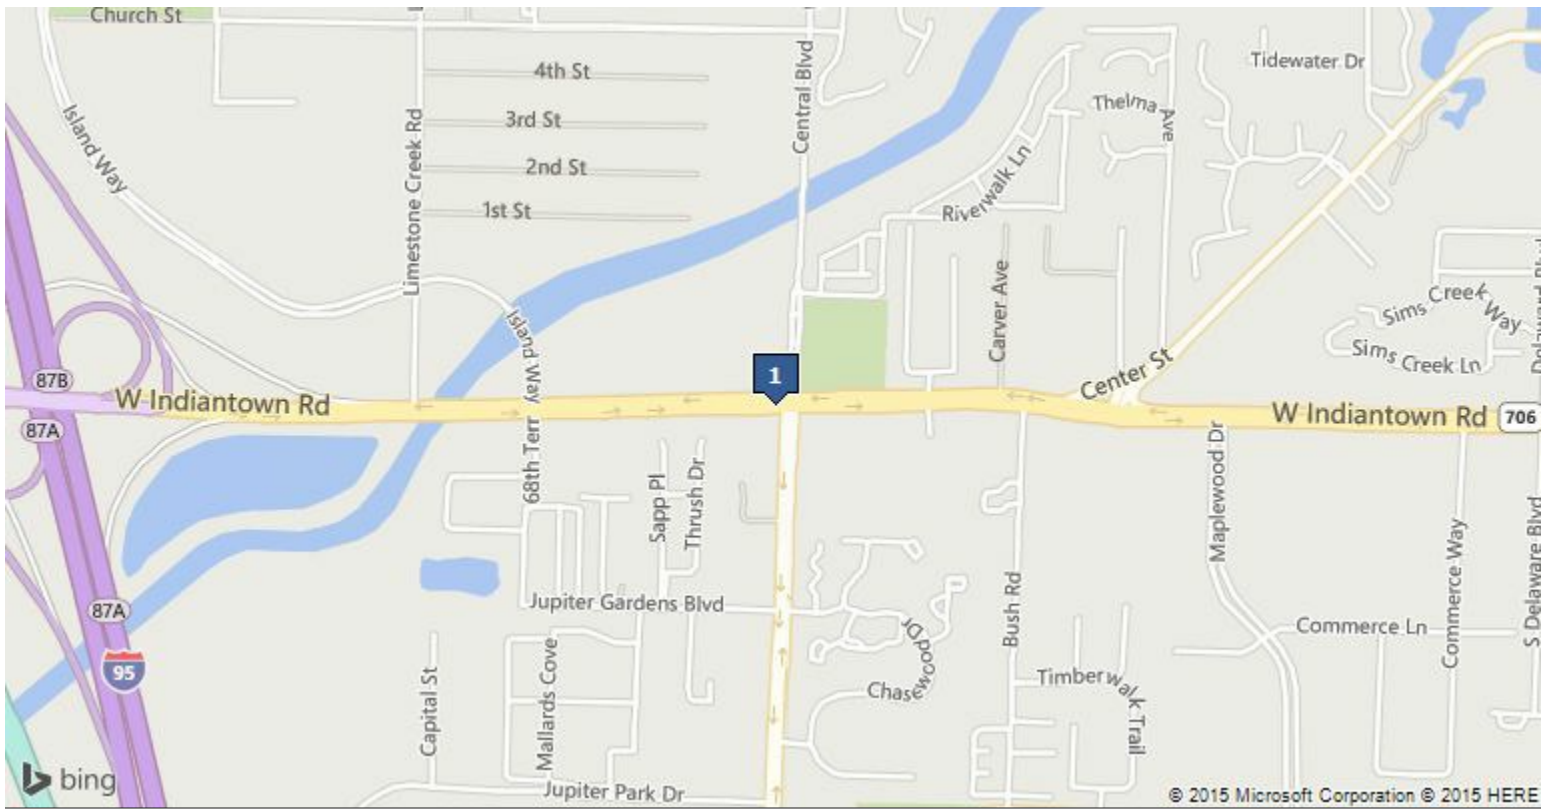 Church St
4th St
3rd St
2nd St
1st St
Island Way
Limestone Creek Rd
Central Blvd
Tidewater Dr
Thelma Ave
Riverwalk Ln
Carver Ave
Sims Creek Way
Sims Creek Ln
Center St
Island Way
87B
87A
W Indiantown Rd
1
W Indiantown Rd
706
68th Terr
Sapp Pl
Thrush Dr
Maplewood Dr
Commerce Way
S Delaware Blvd
Jupiter Gardens Blvd
Bush Rd
Commerce Ln
87A
95
Capital St
Mallards Cove
Chasewood Dr
Timberwalk Trail
Jupiter Park Dr
bing
© 2015 Microsoft Corporation © 2015 HERE